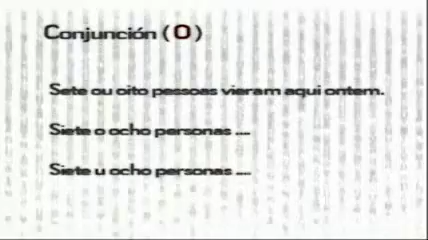 Conjunción (O)
Sete ou oito pessoas vieram aqui ontem.
Siete o ocho personas ....
Siete u ocho personas ....